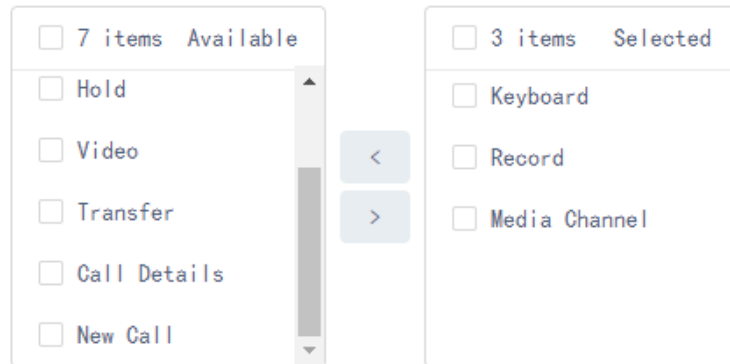 7 items Available
Hold
Video
Transfer
Call Details
New Call
<
>
3 items Selected
Keyboard
Record
Media Channel